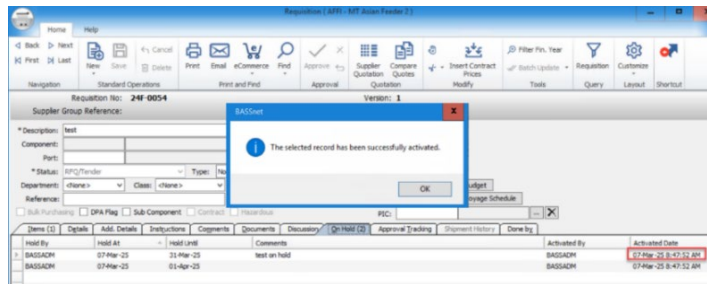 Requisition ( AFFI - MT Asian Feeder 2 )
Home Help
Back Next
First Last
New Save Cancel Delete
Print Email eCommerce Find
Approve
Supplier Quotation Compare Quotes
Insert Contract Prices
Filter Fin. Year
Batch Update
Requisition
Customize
Navigation Standard Operations Print and Find Approval Quotation Modify Tools Query Layout Shortcut
Requisition No: 24F-0054 Version: 1
Supplier Group Reference:
BASSnet x
The selected record has been successfully activated.
OK
* Description: test
Component:
Port:
* Status: RFQ/Tender Type: No
Department: <None> Class: <None> udget
Reference: oyage Schedule
Bulk Purchasing DPA Flag Sub Component Contract Hazardous PIC: ... X
Items (1) Details Add. Details Instructions Comments Documents Discussion On Hold (2) Approval Tracking Shipment History Done by
Hold By Hold At Hold Until Comments Activated By Activated Date
BASSADM 07-Mar-25 31-Mar-25 test on hold BASSADM 07-Mar-25 8:47:52 AM
BASSADM 07-Mar-25 01-Apr-25 BASSADM 07-Mar-25 8:47:52 AM